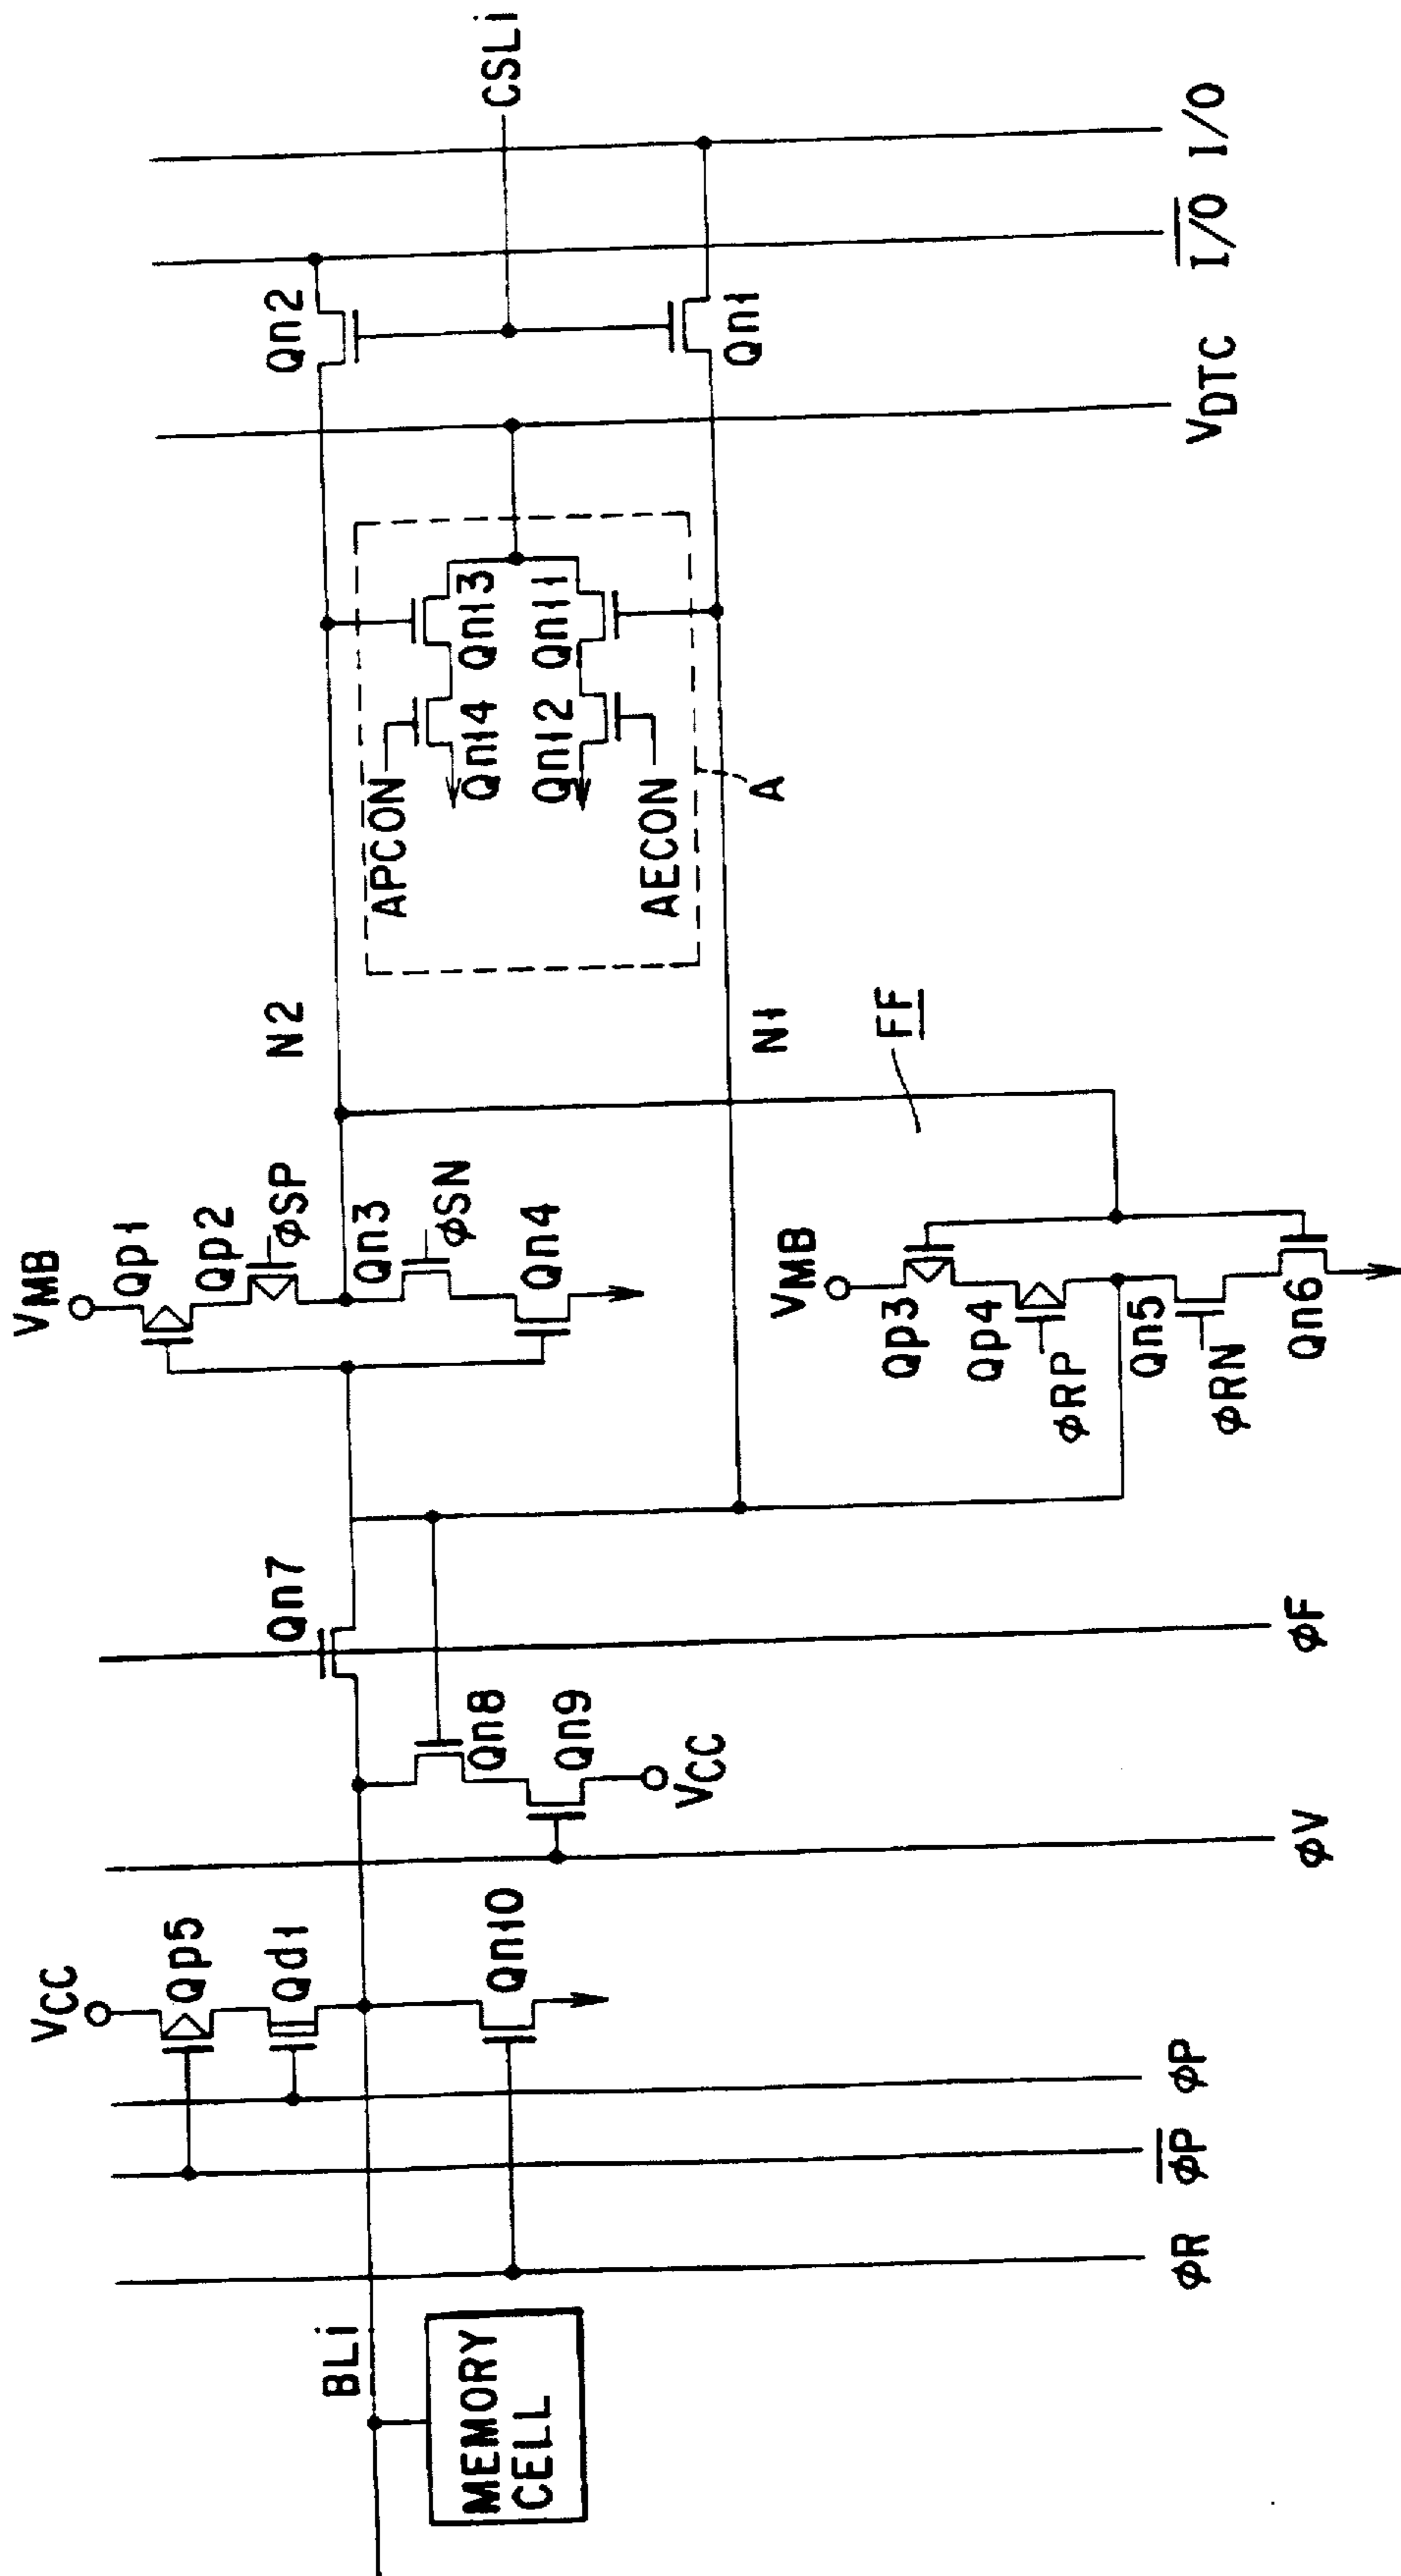 CSLi
I/O
I/O
Qn2
Qn1
VDTC
Qn13
Qn11
Qn14
Qn12
APCON
AECON
A
N2
N1
FF
VMB
Qp1
Qp2
φSP
Qn3
φSN
Qn4
VMB
Qp3
Qp4
φRP
Qn5
φRN
Qn6
Qn7
φF
Qn8
Qn9
VCC
φV
VCC
Qp5
Qd1
Qn10
φP
φP
φR
BLi
MEMORY
CELL